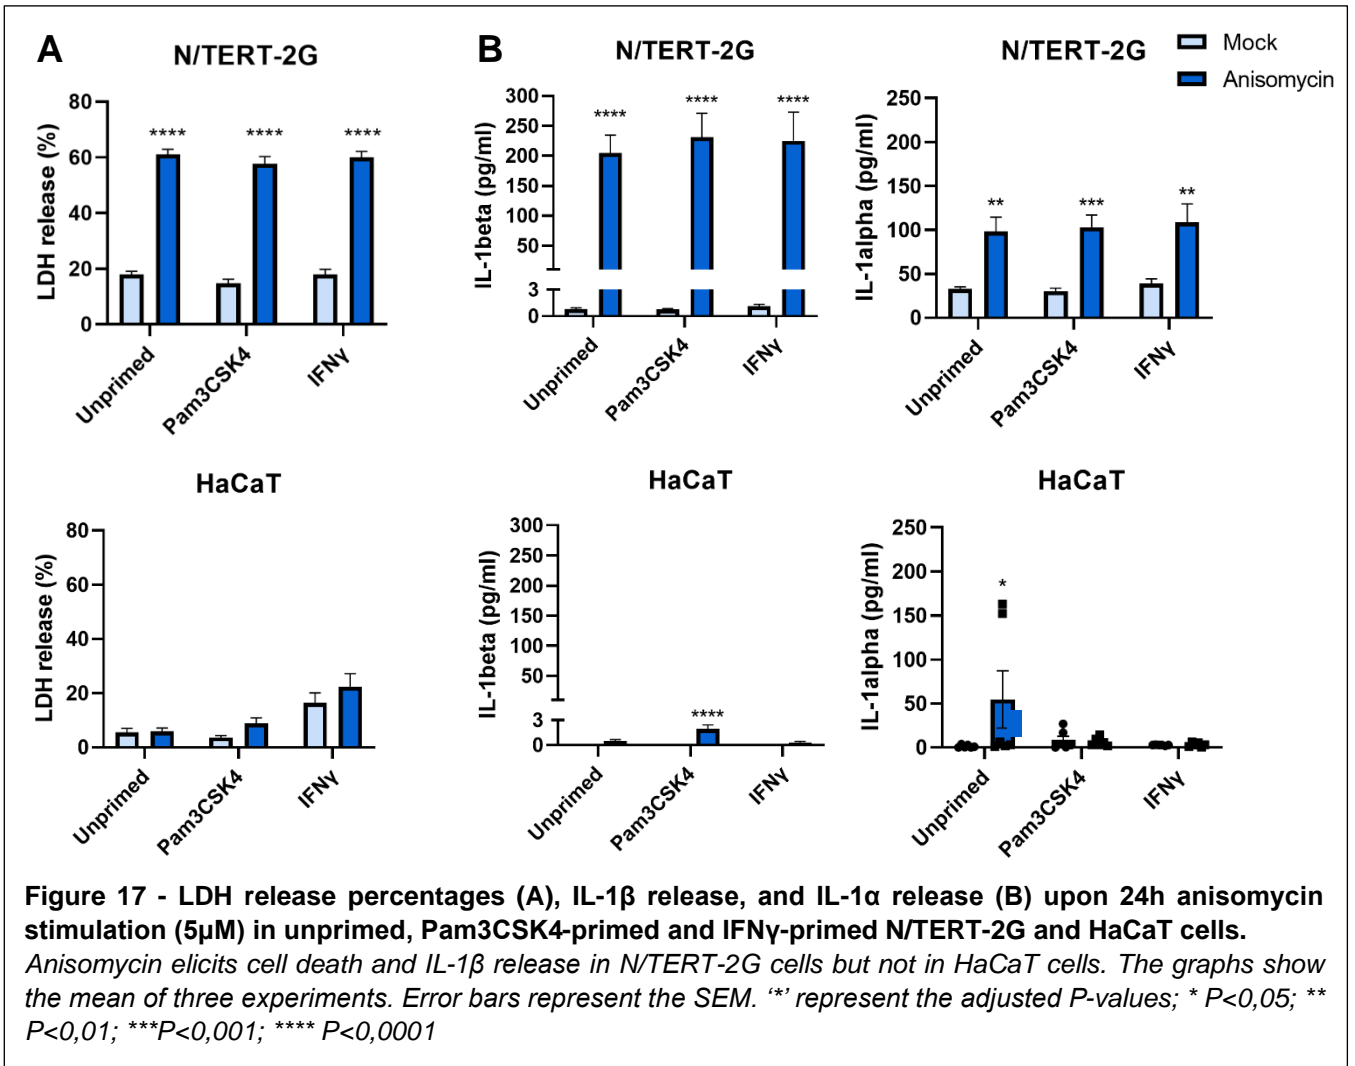 A
N/TERT-2G
LDH release (%)
80
60
40
20
0
****
****
****
Unprimed
Pam3CSK4
IFNγ
B
N/TERT-2G
IL-1beta (pg/ml)
300
250
200
150
100
50
3
0
****
****
****
Unprimed
Pam3CSK4
IFNγ
N/TERT-2G
Mock
Anisomycin
IL-1alpha (pg/ml)
250
200
150
100
50
0
**
***
**
Unprimed
Pam3CSK4
IFNγ
HaCaT
LDH release (%)
80
60
40
20
0
Unprimed
Pam3CSK4
IFNγ
HaCaT
IL-1beta (pg/ml)
300
250
200
150
100
50
3
0
****
Unprimed
Pam3CSK4
IFNγ
HaCaT
IL-1alpha (pg/ml)
250
200
150
100
50
0
*
Unprimed
Pam3CSK4
IFNγ
Figure 17 - LDH release percentages (A), IL-1β release, and IL-1α release (B) upon 24h anisomycin
stimulation (5μM) in unprimed, Pam3CSK4-primed and IFNγ-primed N/TERT-2G and HaCaT cells.
Anisomycin elicits cell death and IL-1β release in N/TERT-2G cells but not in HaCaT cells. The graphs show
the mean of three experiments. Error bars represent the SEM. ‘*’ represent the adjusted P-values; * P<0,05; **
P<0,01; ***P<0,001; **** P<0,0001